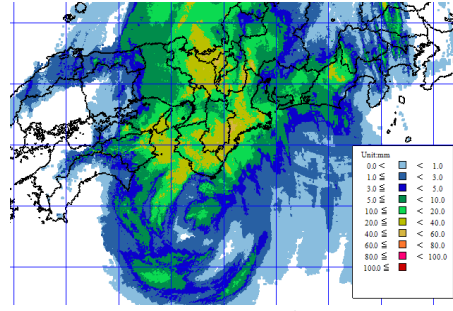 Unit:mm
0.0 < < 1.0
1.0 ≦ < 3.0
3.0 ≦ < 5.0
5.0 ≦ < 10.0
10.0 ≦ < 20.0
20.0 ≦ < 40.0
40.0 ≦ < 60.0
60.0 ≦ < 80.0
80.0 ≦ < 100.0
100.0 ≦